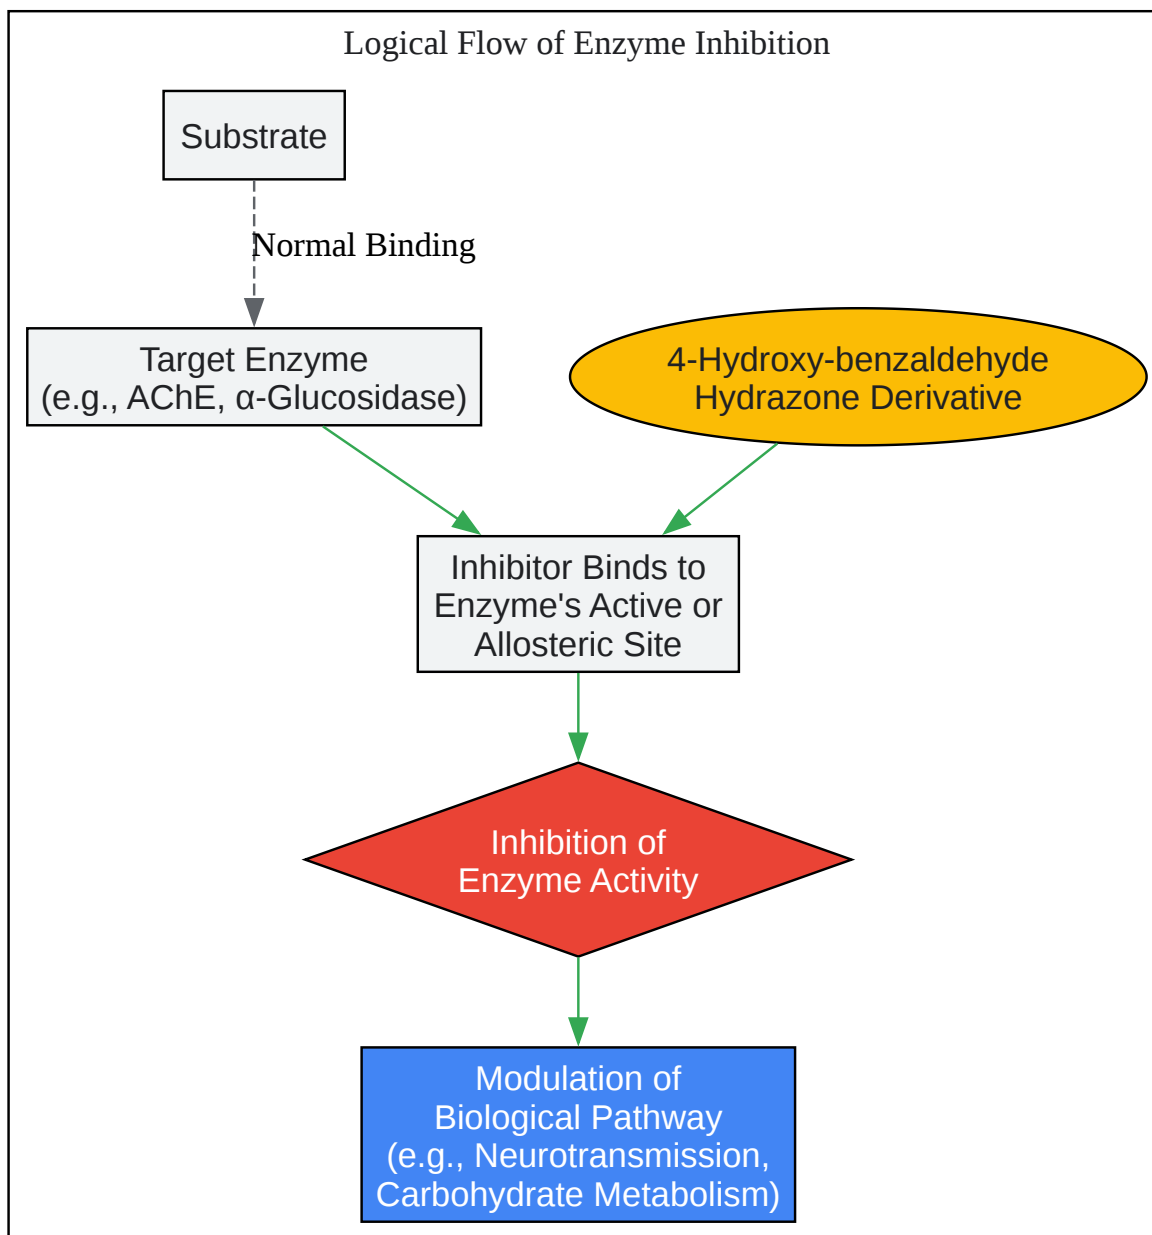 Logical Flow of Enzyme Inhibition
Substrate
Normal Binding
Target Enzyme
(e.g., AChE, α-Glucosidase)
4-Hydroxy-benzaldehyde
Hydrazone Derivative
Inhibitor Binds to
Enzyme's Active or
Allosteric Site
Inhibition of
Enzyme Activity
Modulation of
Biological Pathway
(e.g., Neurotransmission,
Carbohydrate Metabolism)